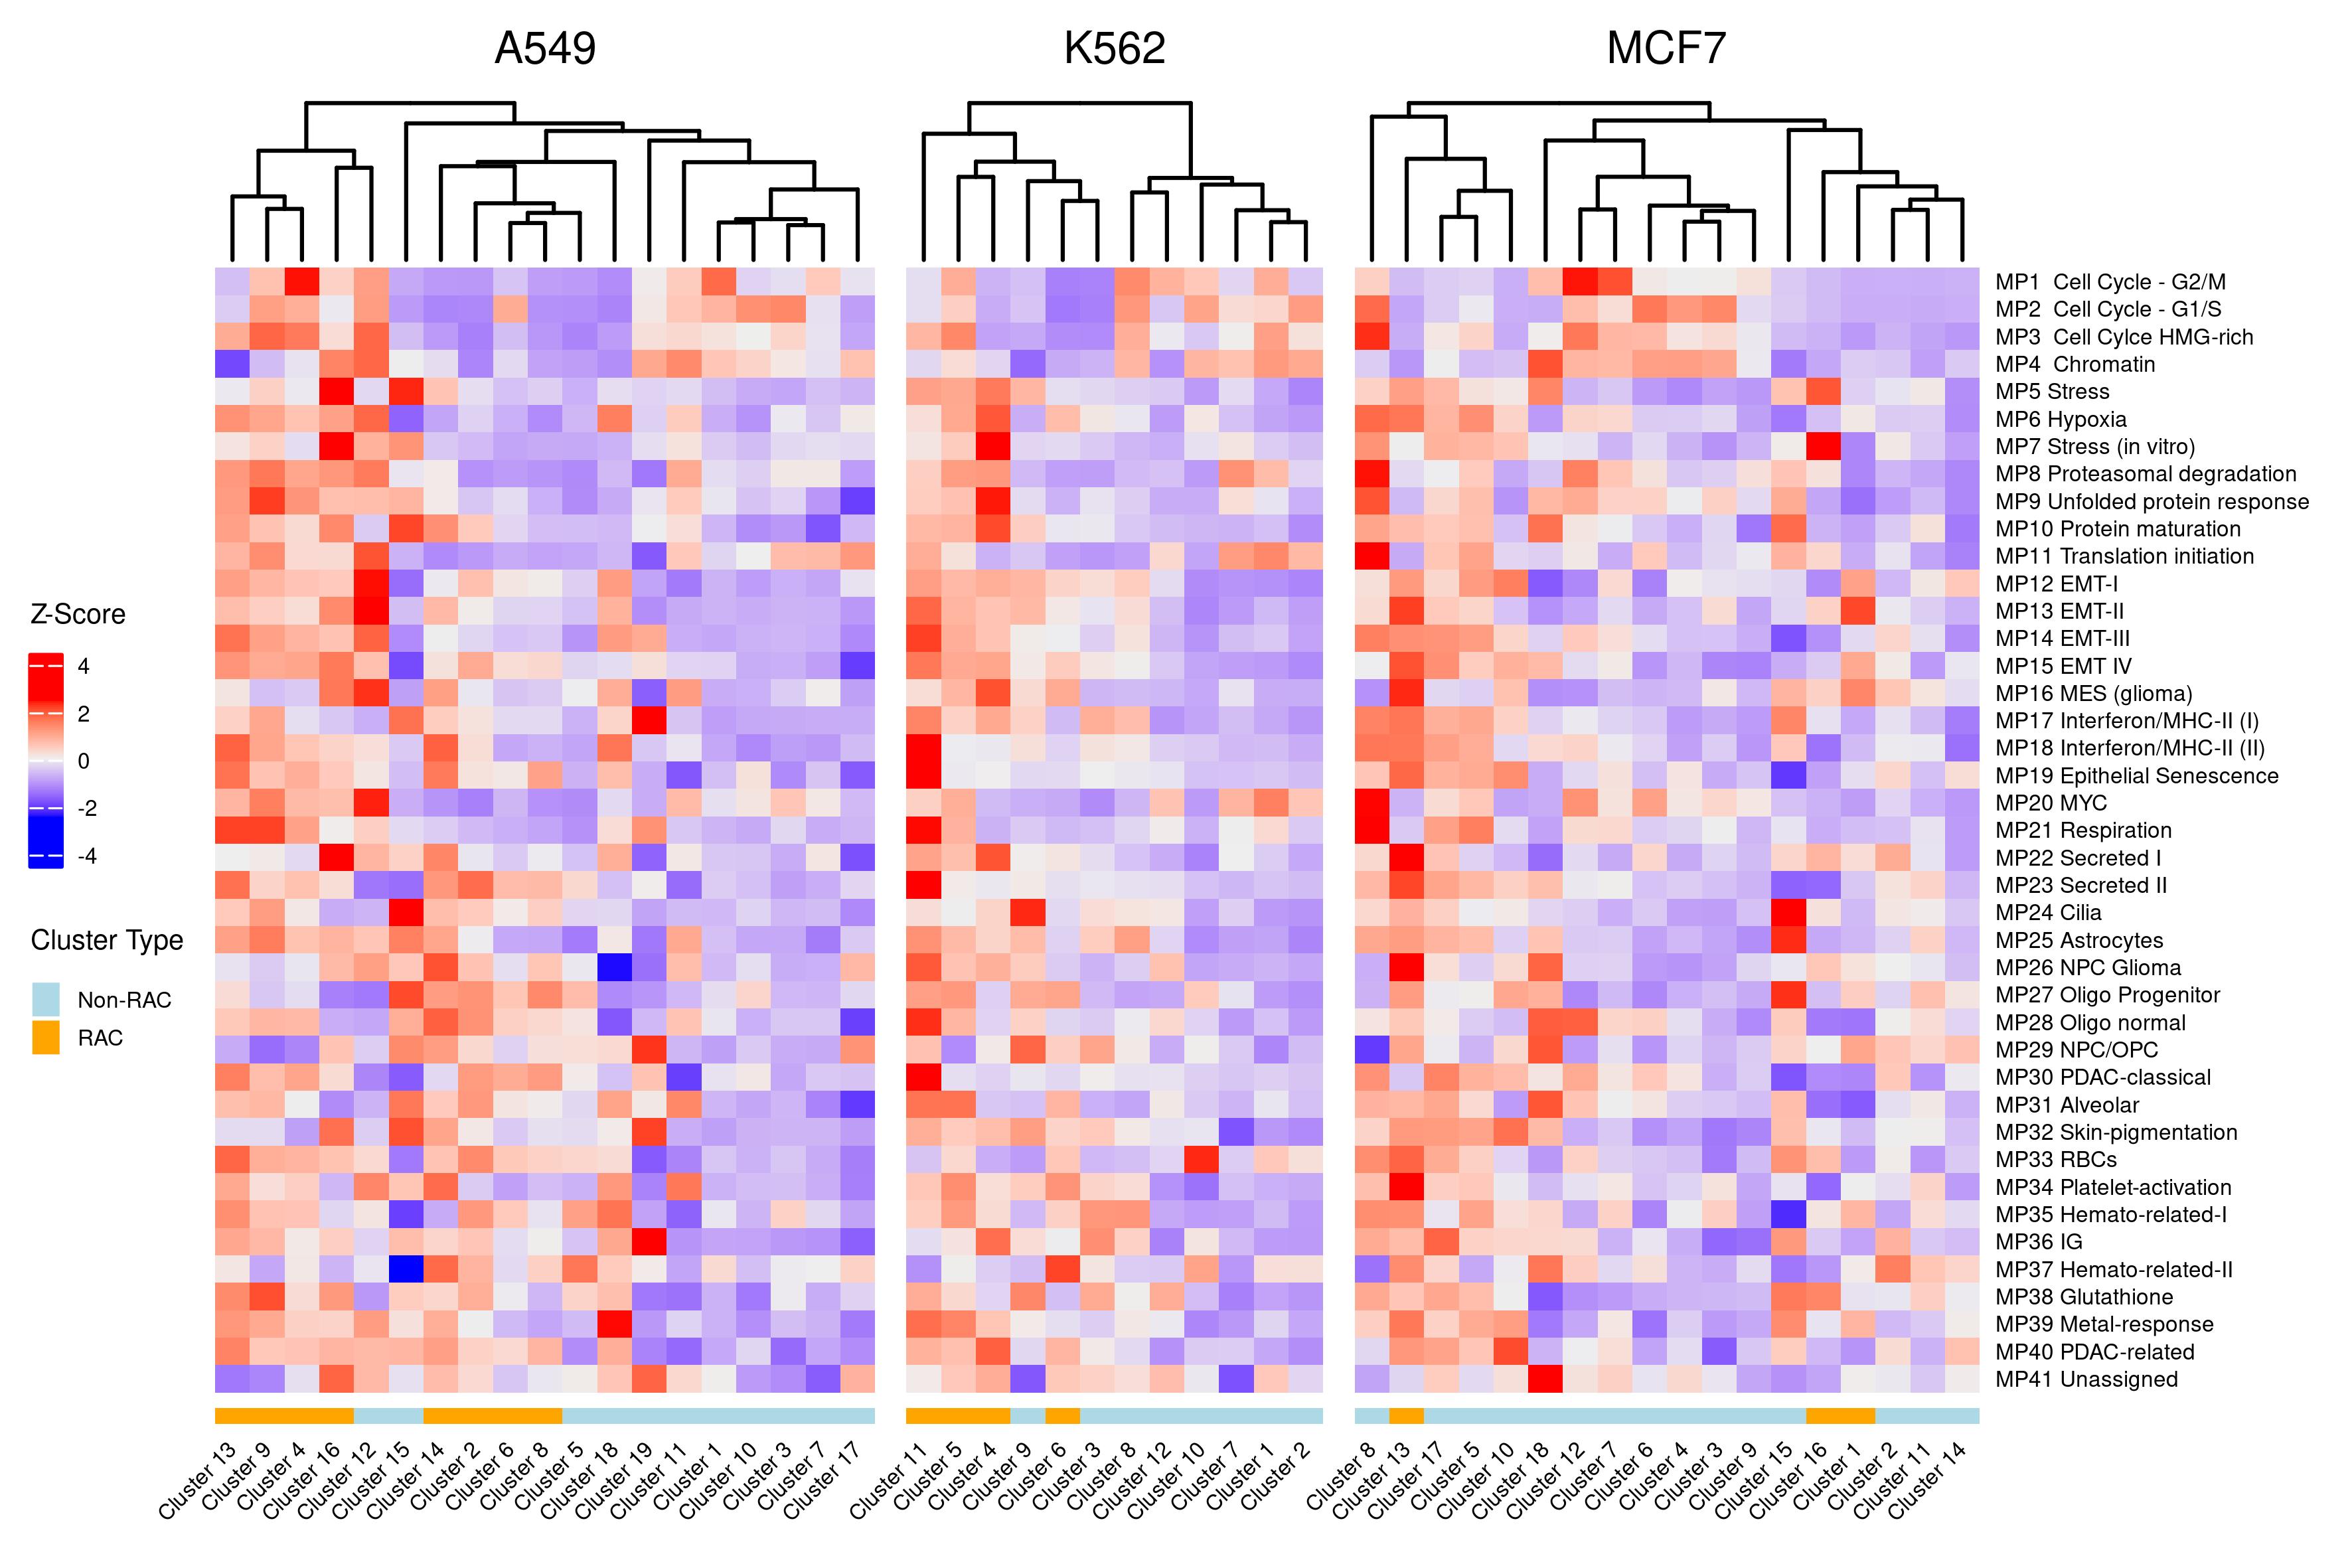 A549 K562 MCF7
MP1 Cell Cycle - G2/M
MP2 Cell Cycle - G1/S
MP3 Cell Cylce HMG-rich
MP4 Chromatin
MP5 Stress
MP6 Hypoxia
MP7 Stress (in vitro)
MP8 Proteasomal degradation
MP9 Unfolded protein response
MP10 Protein maturation
MP11 Translation initiation
MP12 EMT-I
MP13 EMT-II
MP14 EMT-III
MP15 EMT IV
MP16 MES (glioma)
MP17 Interferon/MHC-II (I)
MP18 Interferon/MHC-II (II)
MP19 Epithelial Senescence
MP20 MYC
MP21 Respiration
MP22 Secreted I
MP23 Secreted II
MP24 Cilia
MP25 Astrocytes
MP26 NPC Glioma
MP27 Oligo Progenitor
MP28 Oligo normal
MP29 NPC/OPC
MP30 PDAC-classical
MP31 Alveolar
MP32 Skin-pigmentation
MP33 RBCs
MP34 Platelet-activation
MP35 Hemato-related-I
MP36 IG
MP37 Hemato-related-II
MP38 Glutathione
MP39 Metal-response
MP40 PDAC-related
MP41 Unassigned
Z-Score
4
2
0
-2
-4
Cluster Type
Non-RAC
RAC
Cluster 13
Cluster 9
Cluster 4
Cluster 16
Cluster 12
Cluster 15
Cluster 14
Cluster 2
Cluster 6
Cluster 8
Cluster 5
Cluster 18
Cluster 19
Cluster 11
Cluster 1
Cluster 10
Cluster 3
Cluster 7
Cluster 17
Cluster 11
Cluster 5
Cluster 4
Cluster 9
Cluster 6
Cluster 3
Cluster 8
Cluster 12
Cluster 10
Cluster 7
Cluster 1
Cluster 2
Cluster 8
Cluster 13
Cluster 17
Cluster 5
Cluster 10
Cluster 18
Cluster 12
Cluster 7
Cluster 6
Cluster 4
Cluster 3
Cluster 9
Cluster 15
Cluster 16
Cluster 1
Cluster 2
Cluster 11
Cluster 14